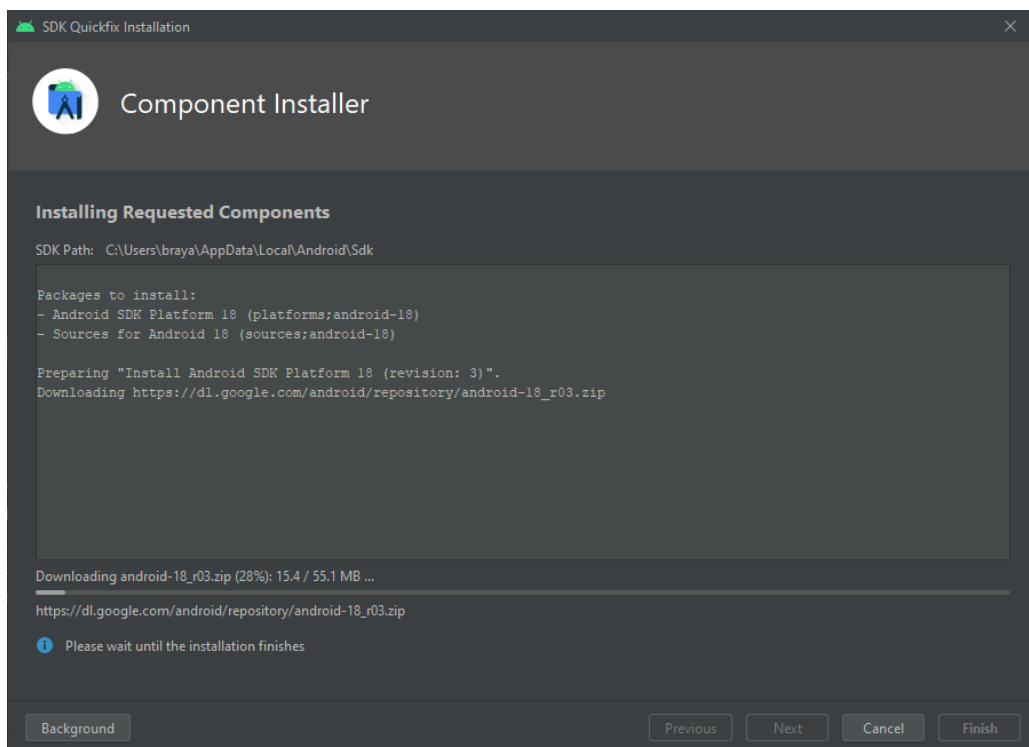 SDK Quickfix Installation
Component Installer
Installing Requested Components
SDK Path: C:\Users\braya\AppData\Local\Android\Sdk
Packages to install:
- Android SDK Platform 18 (platforms;android-18)
- Sources for Android 18 (sources;android-18)
Preparing "Install Android SDK Platform 18 (revision: 3)".
Downloading https://dl.google.com/android/repository/android-18_r03.zip
Downloading android-18_r03.zip (28%): 15.4 / 55.1 MB ...
https://dl.google.com/android/repository/android-18_r03.zip
Please wait until the installation finishes
Background Previous Next Cancel Finish